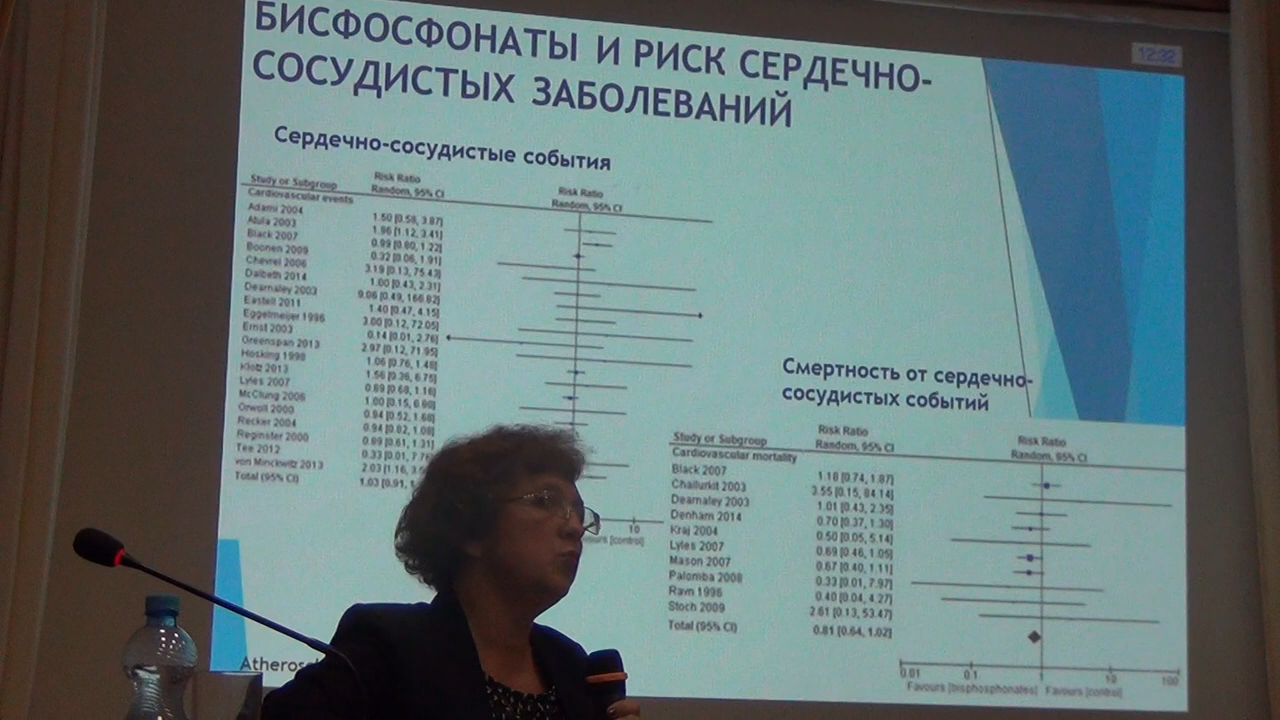 БИСФОСФОНАТЫ И РИСК СЕРДЕЧНО-
СОСУДИСТЫХ ЗАБОЛЕВАНИЙ
12:32
Сердечно-сосудистые события
Risk Ratio
Study or Subgroup Random, 95% CI
Risk Ratio
Random, 95% CI
Cardiovascular events
Adami 2004 1.50 [0.58, 3.87]
Atula 2003 1.96 [1.12, 3.41]
Black 2007 0.99 [0.80, 1.22]
Boonen 2009 0.32 [0.06, 1.91]
Chevrel 2006 3.19 [0.13, 75.43]
Dalbeth 2014 1.00 [0.43, 2.31]
Dearnaley 2003 9.06 [0.49, 166.82]
Eastell 2011 1.40 [0.47, 4.15]
Eggelmeijer 1996 3.00 [0.12, 72.05]
Ernst 2003 0.14 [0.01, 2.76]
Greenspan 2013 2.97 [0.12, 71.95]
Hosking 1998 1.06 [0.76, 1.48]
Klotz 2013 1.56 [0.36, 6.75]
Lyles 2007 0.89 [0.68, 1.16]
McClung 2006 1.00 [0.15, 6.80]
Orwoll 2000 0.94 [0.52, 1.68]
Recker 2004 0.94 [0.82, 1.08]
Reginster 2000 0.89 [0.61, 1.31]
Tee 2012 0.33 [0.01,
von Minckwitz 2013 2.03 [1.16,
Total (95% CI) 1.03 [0.91,
10
[control]
Смертность от сердечно-
сосудистых событий
Risk Ratio
Study or Subgroup Random, 95% CI
Risk Ratio
Random, 95% CI
Cardiovascular mortality
Black 2007 1.18 [0.74, 1.87]
Chailurkit 2003 3.55 [0.15, 84.14]
Dearnaley 2003 1.01 [0.43, 2.35]
Denham 2014 0.70 [0.37, 1.30]
Kraj 2004 0.50 [0.05, 5.14]
Lyles 2007 0.69 [0.46, 1.05]
Mason 2007 0.67 [0.40, 1.11]
Palomba 2008 0.33 [0.01, 7.97]
Ravn 1996 0.40 [0.04, 4.27]
Stoch 2009 2.61 [0.13, 53.47]
Total (95% CI) 0.81 [0.64, 1.02]
0.01 0.1 1 10 100
Favours [bisphosphonates] Favours [control]